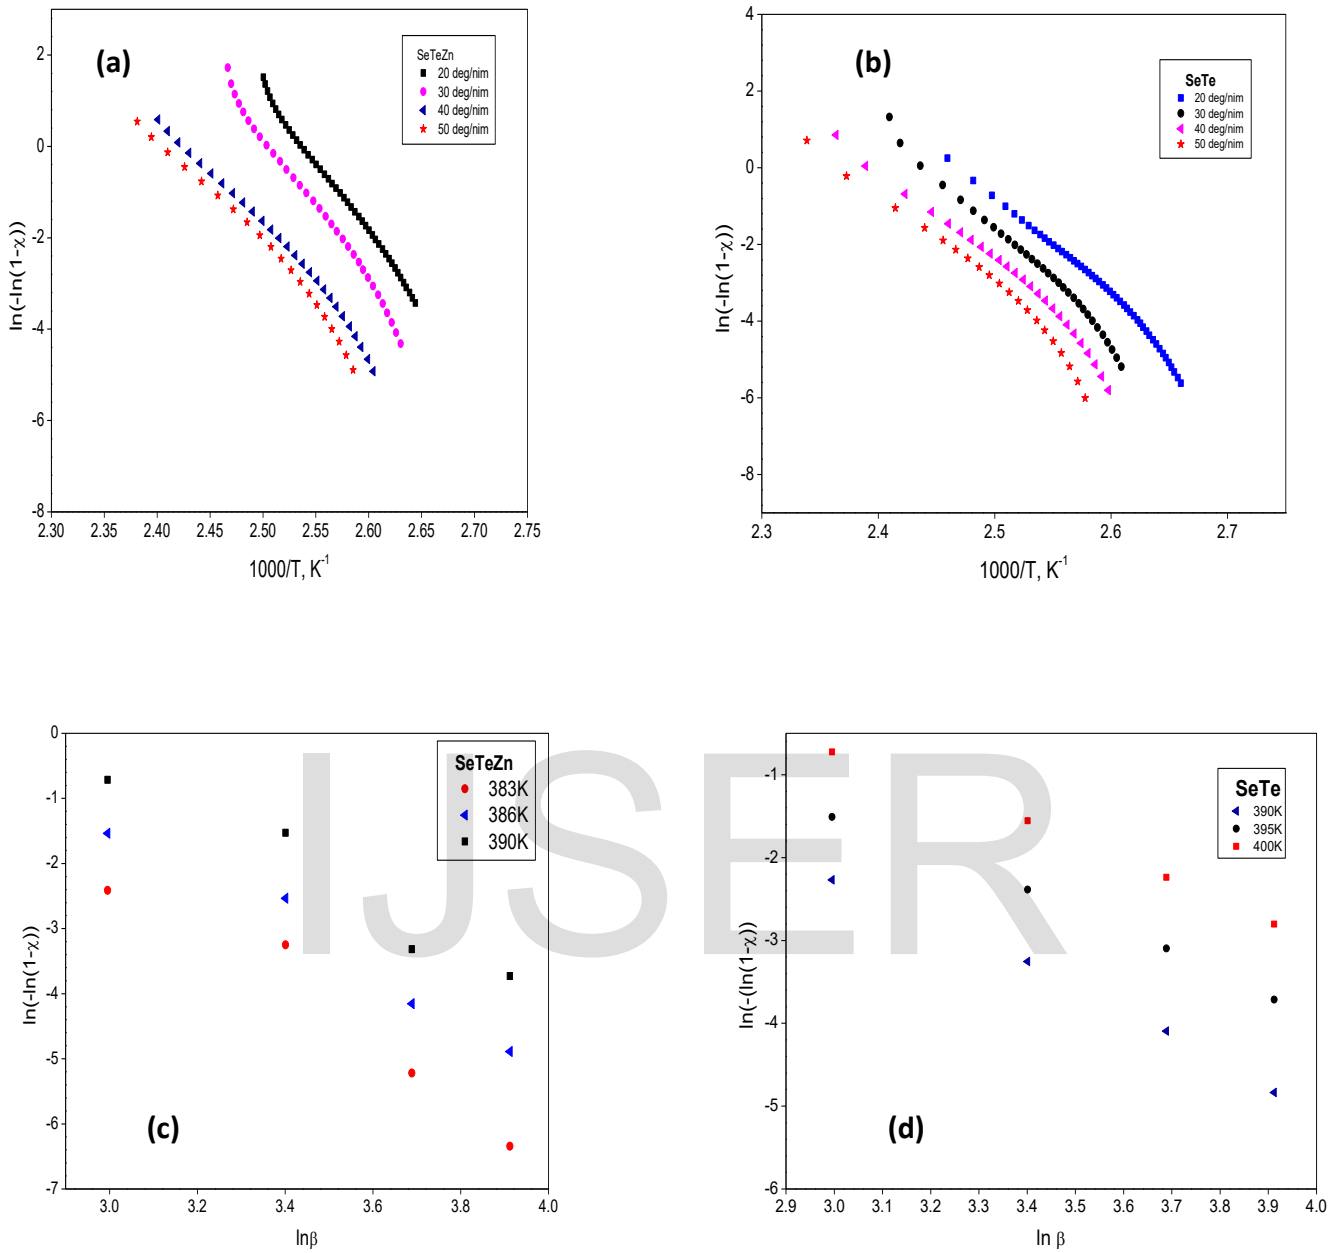 (a)
SeTeZn
20 deg/nim
30 deg/nim
40 deg/nim
50 deg/nim
2
0
-2
-4
-6
-8
2.30 2.35 2.40 2.45 2.50 2.55 2.60 2.65 2.70 2.75
ln(-ln(1-χ))
1000/T, K-1
(b)
SeTe
20 deg/nim
30 deg/nim
40 deg/nim
50 deg/nim
4
2
0
-2
-4
-6
-8
2.3 2.4 2.5 2.6 2.7
ln(-ln(1-χ))
1000/T, K-1
IJSER
SeTeZn
383K
386K
390K
0
-1
-2
-3
-4
-5
-6
-7
3.0 3.2 3.4 3.6 3.8 4.0
ln(-ln(1-χ))
lnβ
(c)
SeTe
390K
395K
400K
-1
-2
-3
-4
-5
-6
2.9 3.0 3.1 3.2 3.3 3.4 3.5 3.6 3.7 3.8 3.9 4.0
ln(-(ln(1-χ))
ln β
(d)